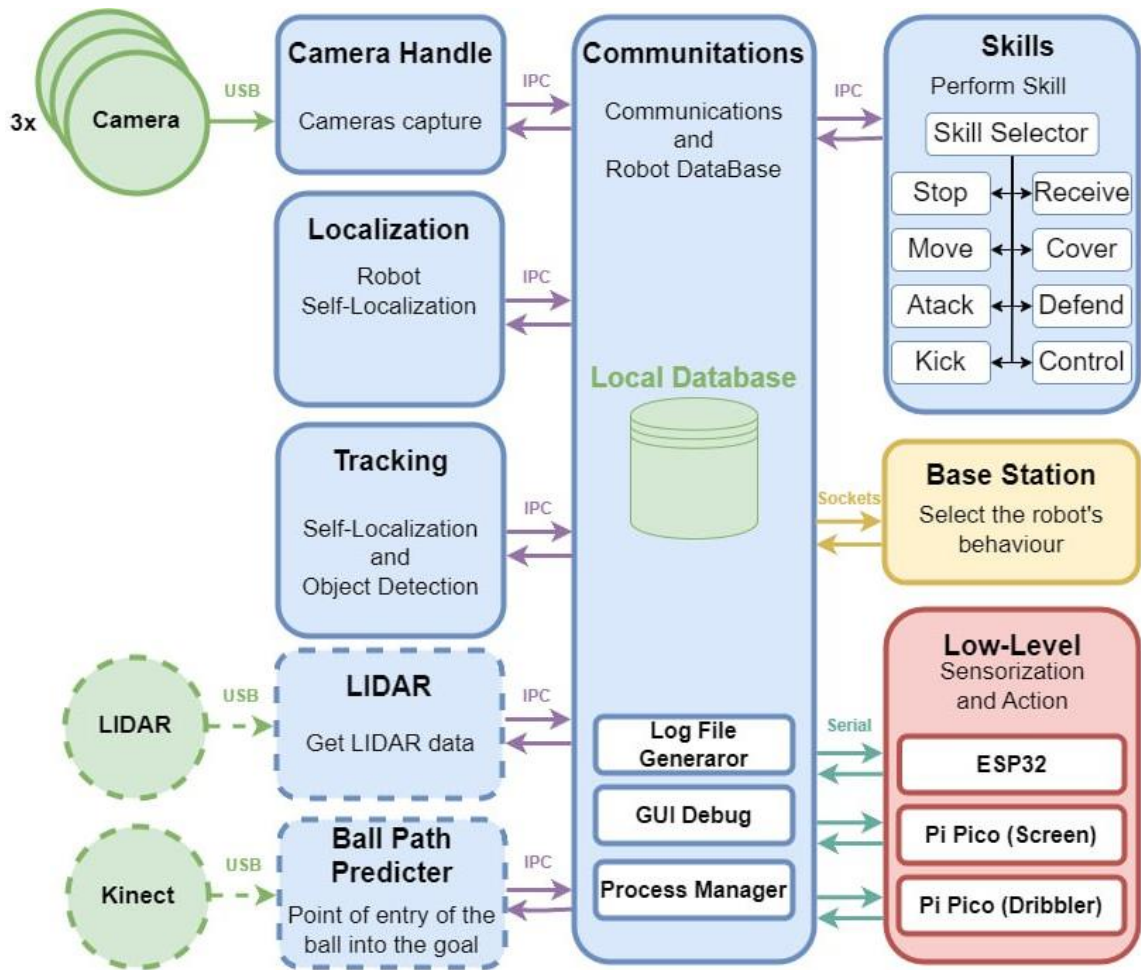 3x
Camera
USB
Camera Handle
Cameras capture
IPC
Localization
Robot
Self-Localization
IPC
Tracking
Self-Localization
and
Object Detection
IPC
LIDAR
USB
LIDAR
Get LIDAR data
IPC
Kinect
USB
Ball Path
Predicter
Point of entry of the
ball into the goal
IPC
Communitations
Communications
and
Robot DataBase
Local Database
Log File
Generaror
GUI Debug
Process Manager
IPC
Skills
Perform Skill
Skill Selector
Stop
Receive
Move
Cover
Atack
Defend
Kick
Control
Sockets
Base Station
Select the robot's
behaviour
Serial
Low-Level
Sensorization
and Action
ESP32
Pi Pico (Screen)
Pi Pico (Dribbler)